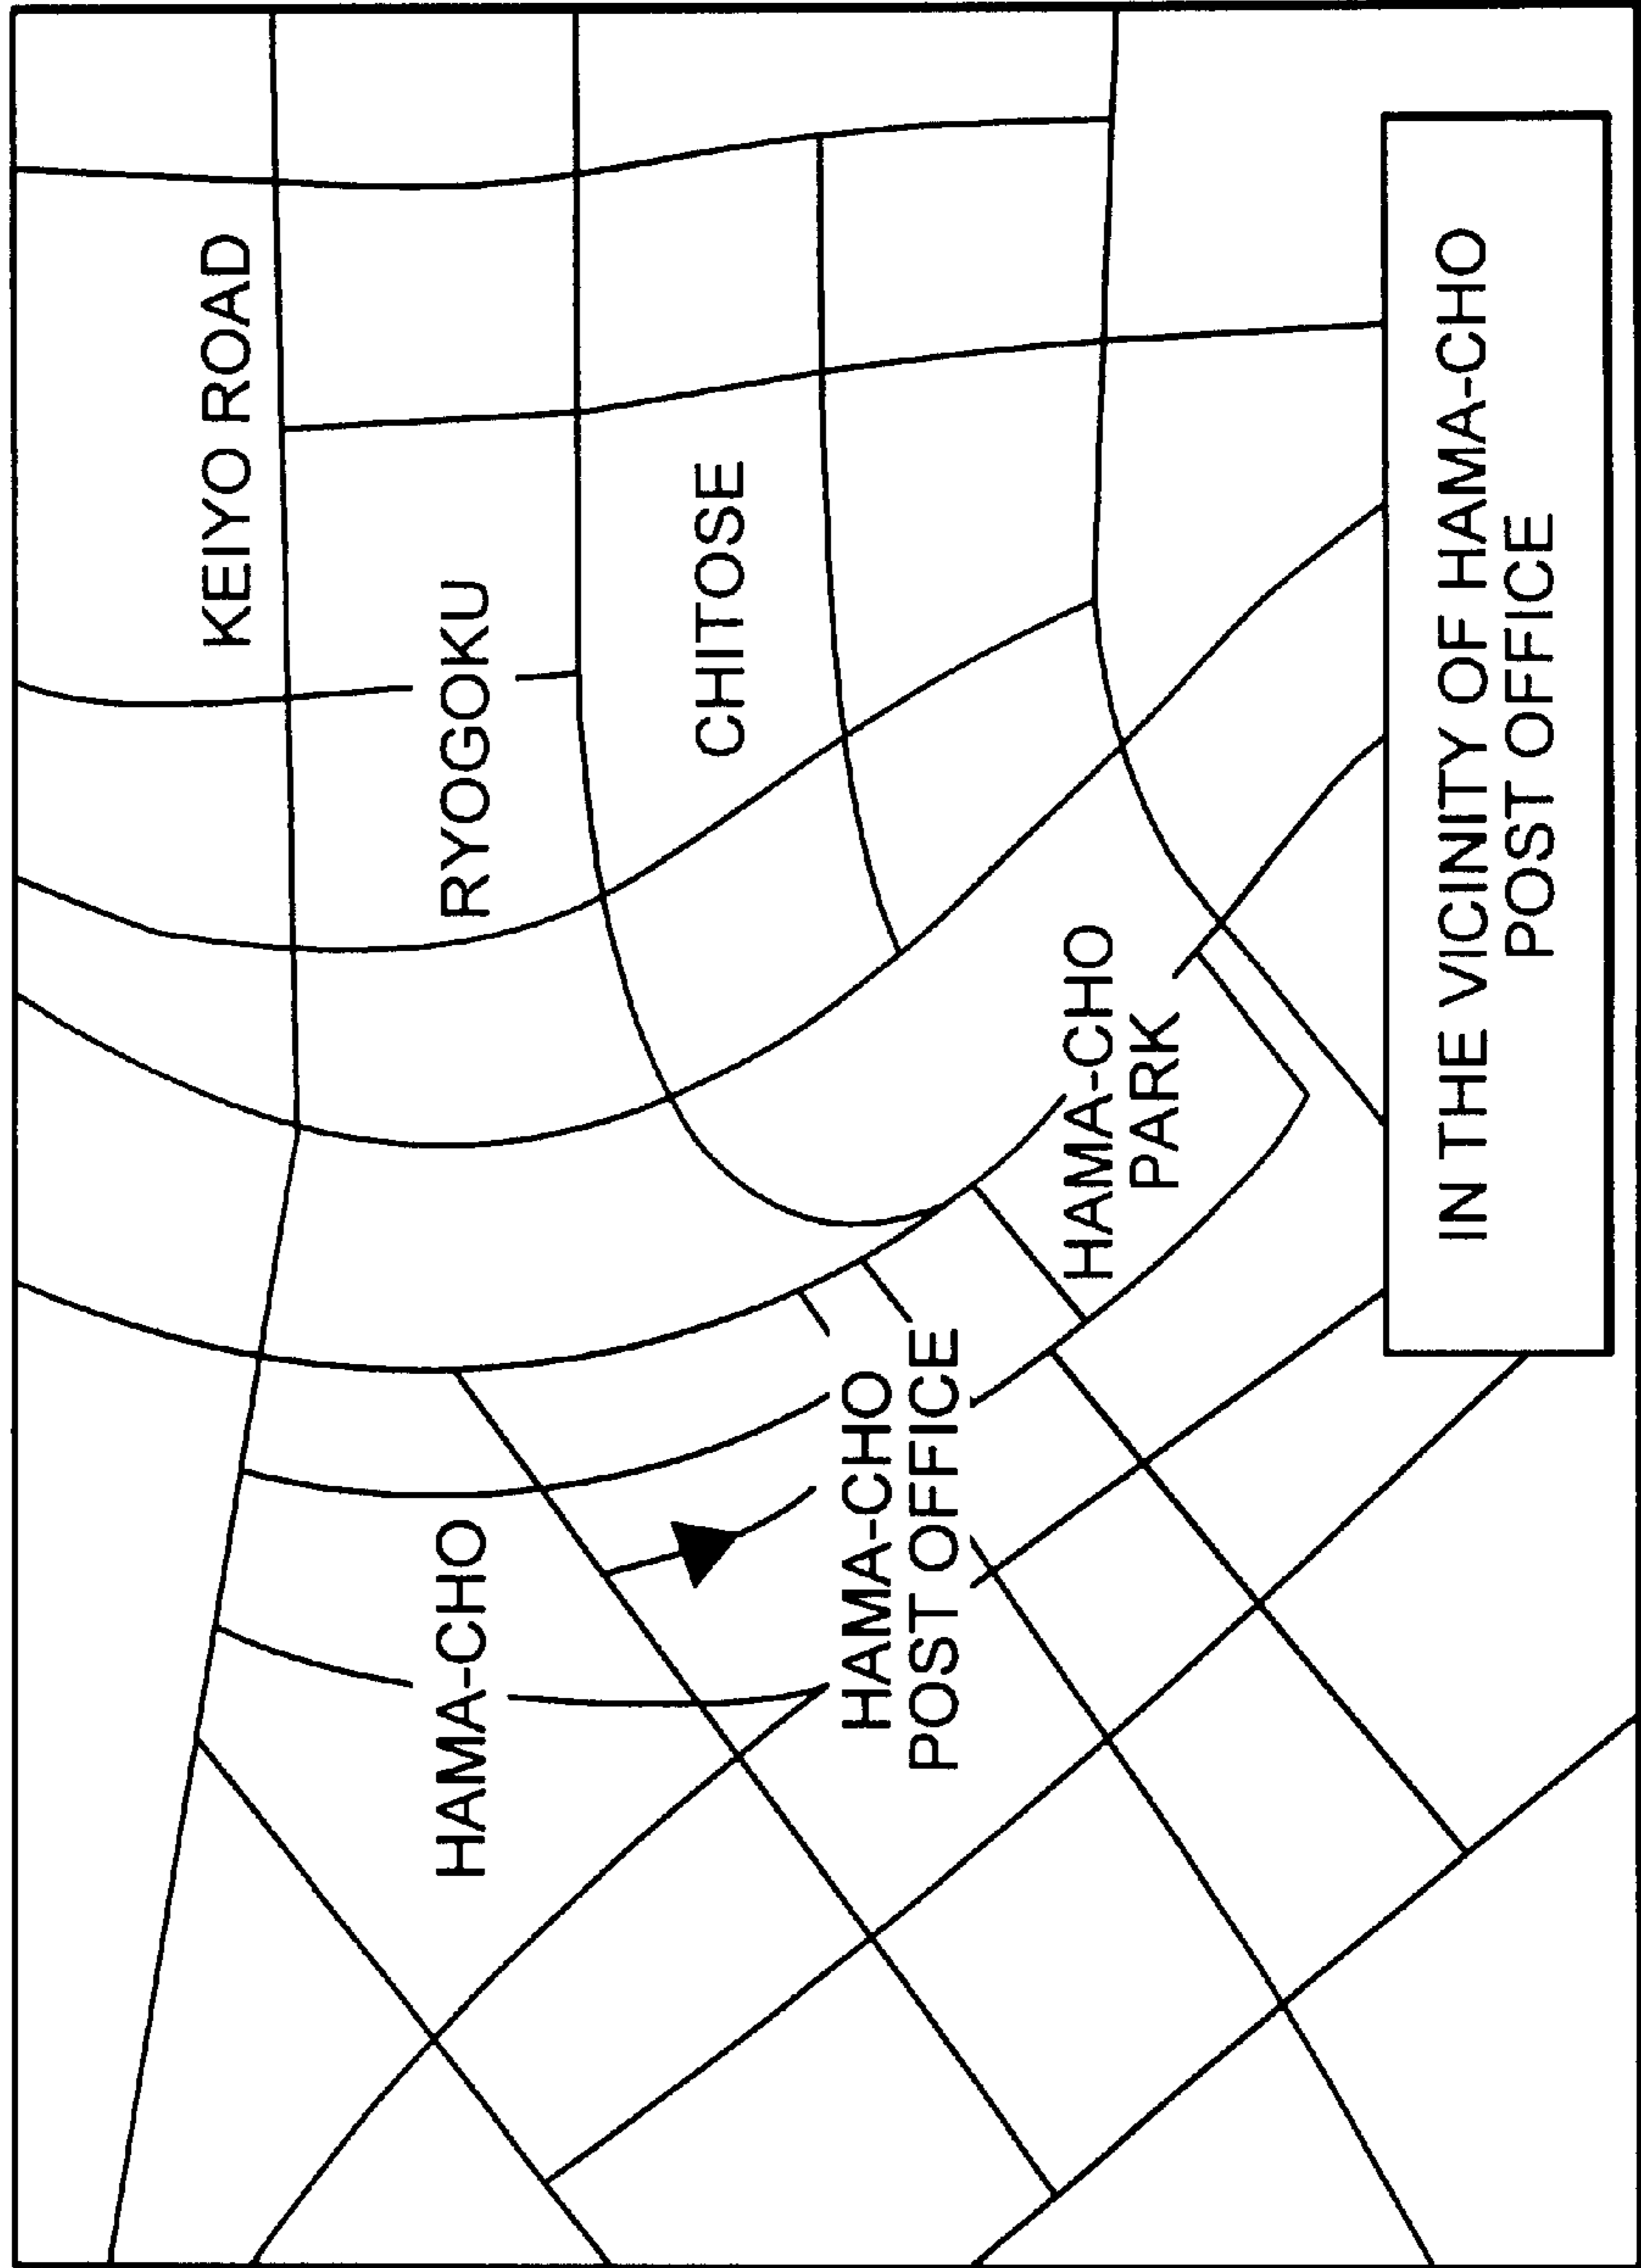 KEIYO ROAD
RYOGOKU
HAMA-CHO
CHITOSE
HAMA-CHO
POST OFFICE
HAMA-CHO
PARK
IN THE VICINITY OF HAMA-CHO
POST OFFICE